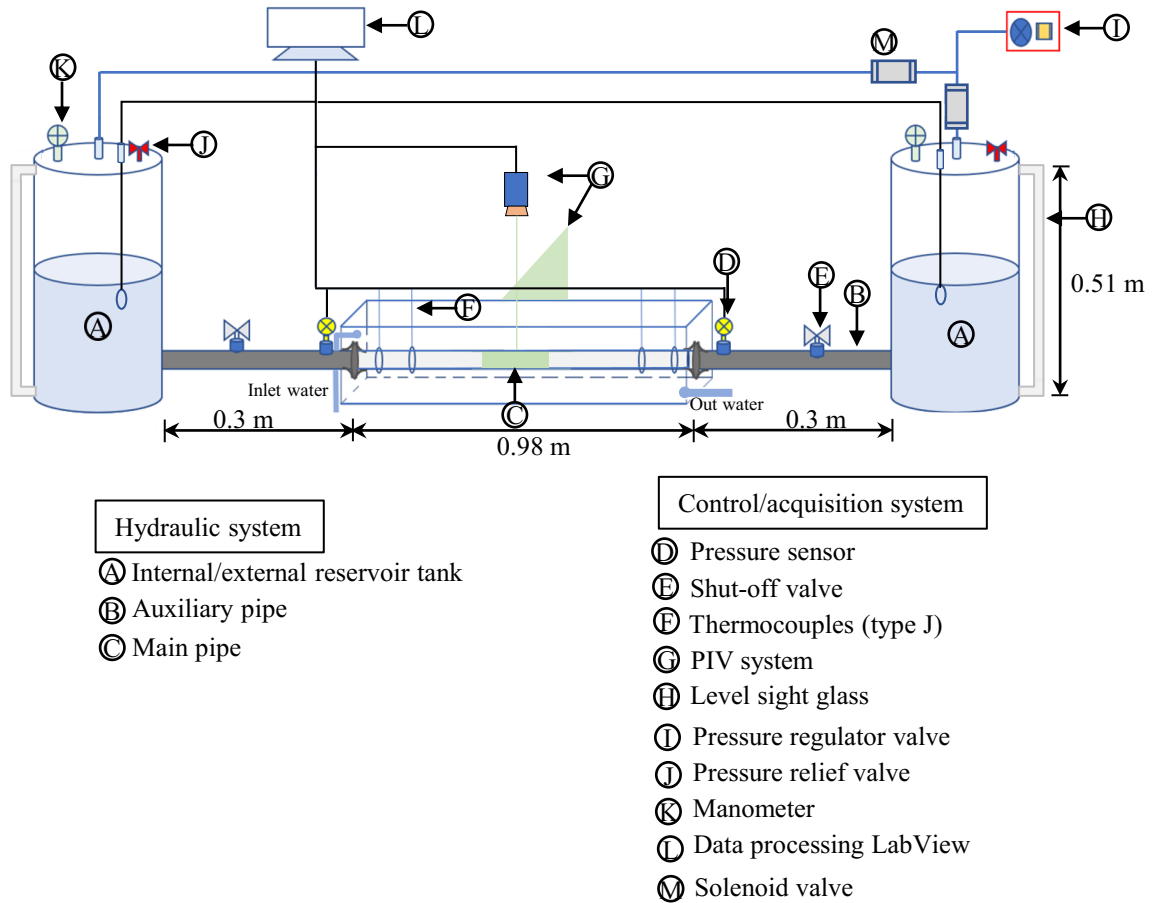 L
I
M
K
J
G
H
D
E
B
0.51 m
F
A
A
Inlet water
Out water
C
0.3 m
0.98 m
0.3 m
Hydraulic system
A Internal/external reservoir tank
B Auxiliary pipe
C Main pipe
Control/acquisition system
D Pressure sensor
E Shut-off valve
F Thermocouples (type J)
G PIV system
H Level sight glass
I Pressure regulator valve
J Pressure relief valve
K Manometer
L Data processing LabView
M Solenoid valve